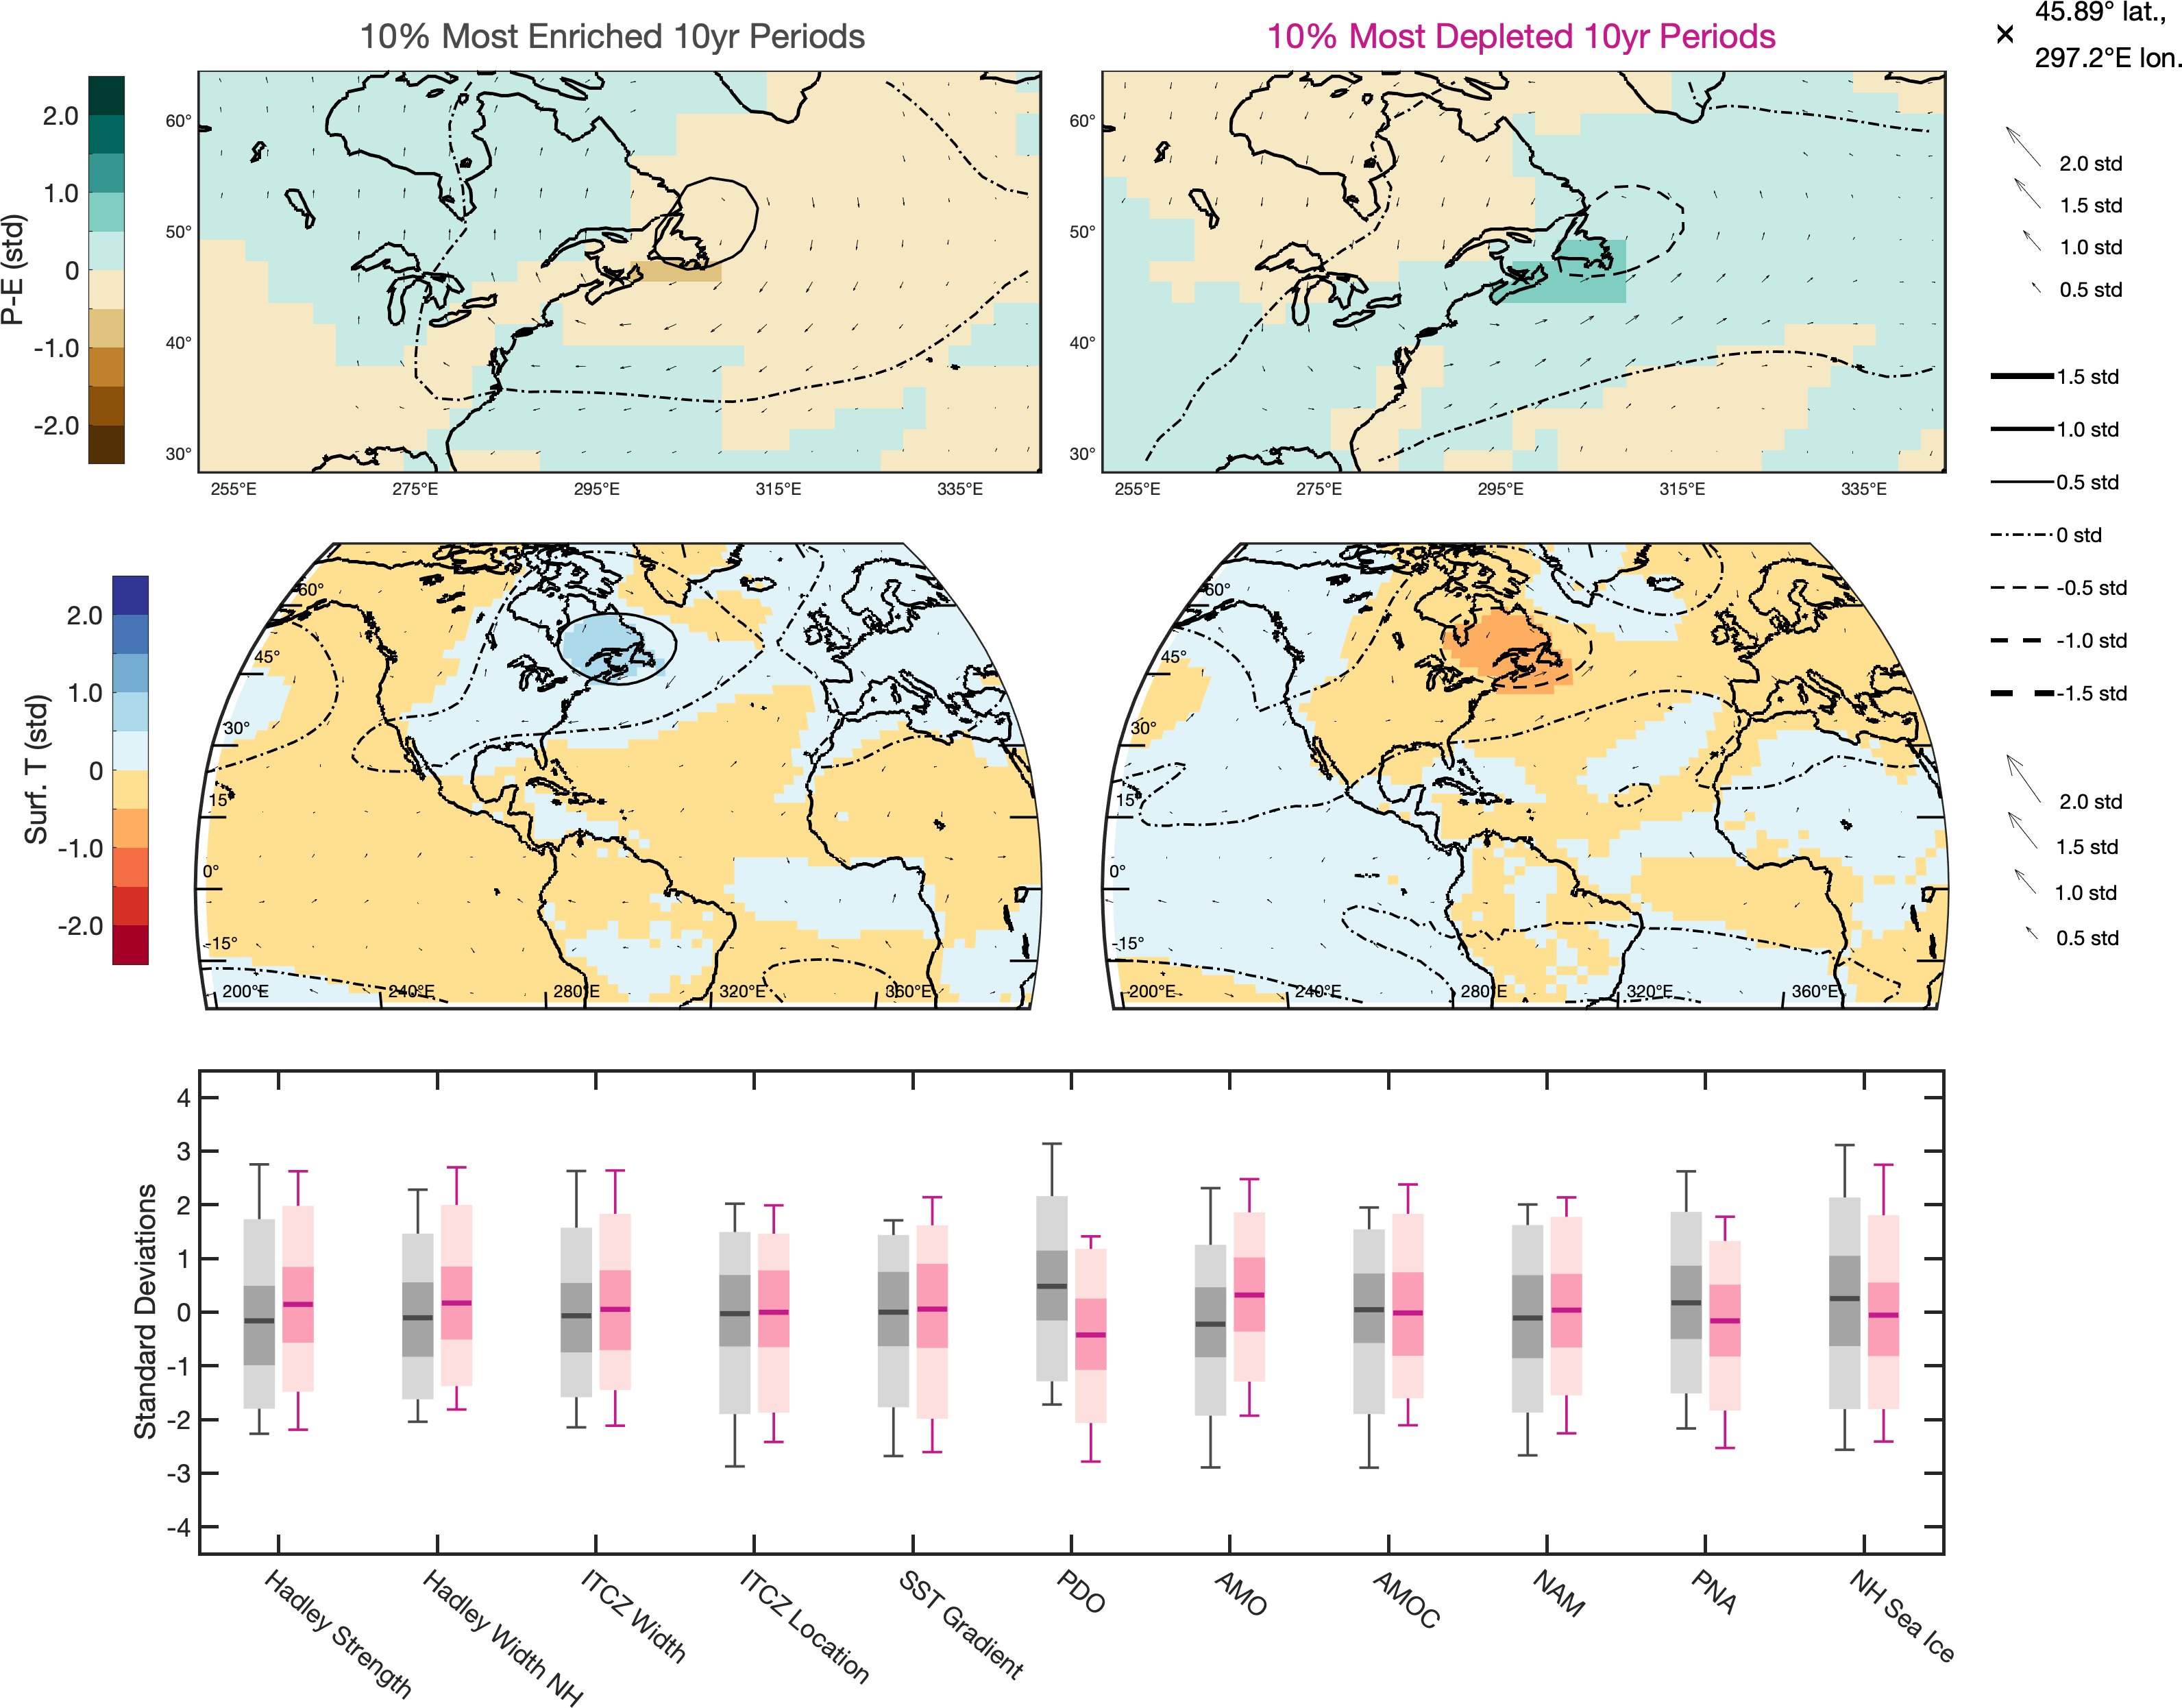 10% Most Enriched 10yr Periods
10% Most Depleted 10yr Periods
45.89° lat.,
297.2°E lon.
P-E (std)
2.0
1.0
0
-1.0
-2.0
60°
50°
40°
30°
255°E
275°E
295°E
315°E
335°E
60°
50°
40°
30°
255°E
275°E
295°E
315°E
335°E
2.0 std
1.5 std
1.0 std
0.5 std
1.5 std
1.0 std
0.5 std
0 std
-0.5 std
-1.0 std
-1.5 std
Surf. T (std)
2.0
1.0
0
-1.0
-2.0
60°
45°
30°
15°
0°
-15°
200°E
240°E
280°E
320°E
360°E
60°
45°
30°
15°
0°
-15°
200°E
240°E
280°E
320°E
360°E
2.0 std
1.5 std
1.0 std
0.5 std
Standard Deviations
4
3
2
1
0
-1
-2
-3
-4
Hadley Strength
Hadley Width NH
ITCZ Width
ITCZ Location
SST Gradient
PDO
AMO
AMOC
NAM
PNA
NH Sea Ice